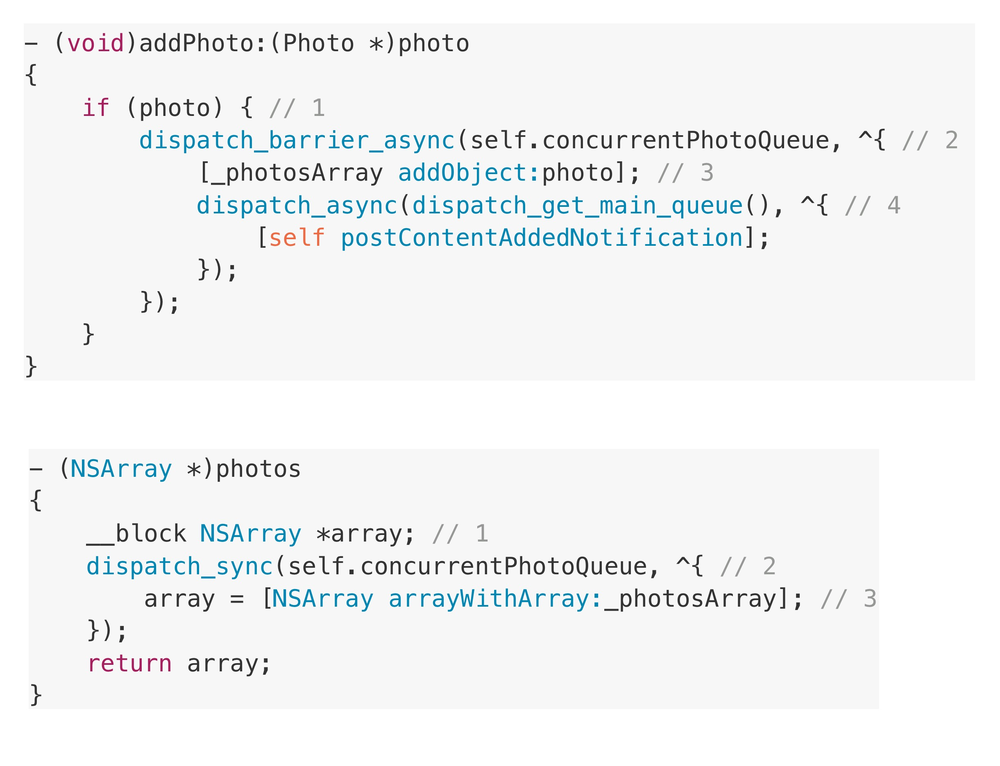 - (void)addPhoto:(Photo *)photo
{
    if (photo) { // 1
        dispatch_barrier_async(self.concurrentPhotoQueue, ^{ // 2
            [_photosArray addObject:photo]; // 3
            dispatch_async(dispatch_get_main_queue(), ^{ // 4
                [self postContentAddedNotification];
            });
        });
    }
}
- (NSArray *)photos
{
    __block NSArray *array; // 1
    dispatch_sync(self.concurrentPhotoQueue, ^{ // 2
        array = [NSArray arrayWithArray:_photosArray]; // 3
    });
    return array;
}